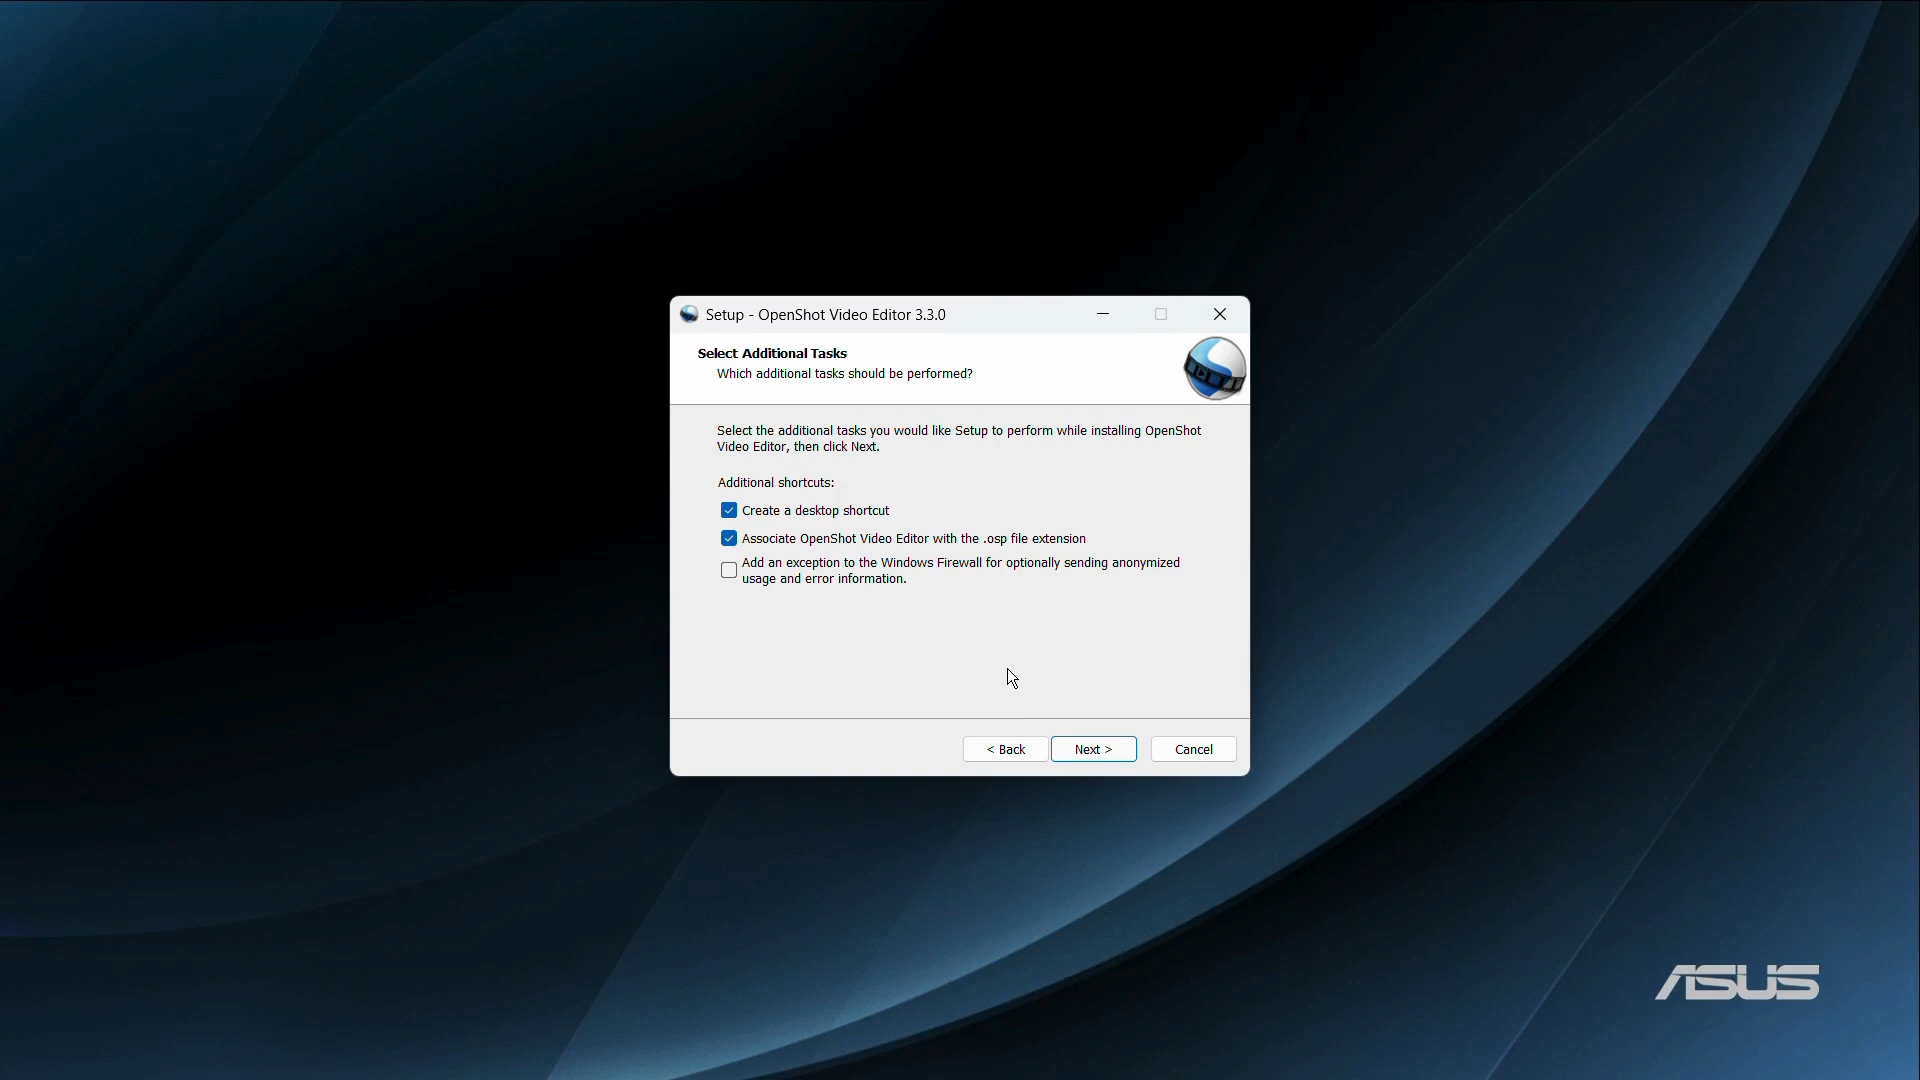 Setup - OpenShot Video Editor 3.3.0
Select Additional Tasks
Which additional tasks should be performed?
Select the additional tasks you would like Setup to perform while installing OpenShot
Video Editor, then click Next.
Additional shortcuts:
Create a desktop shortcut
Associate OpenShot Video Editor with the .osp file extension
Add an exception to the Windows Firewall for optionally sending anonymized
usage and error information.
< Back
Next >
Cancel
ASUS